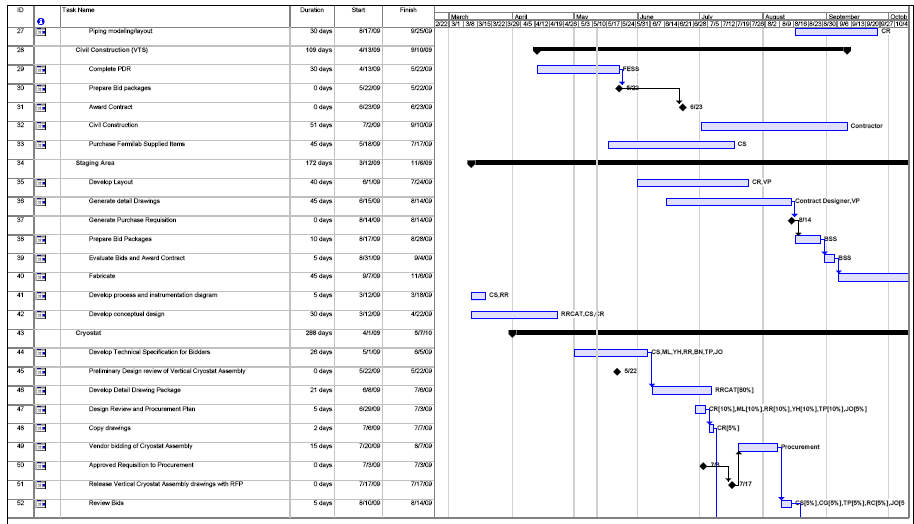 ID Task Name Duration Start Finish March April May June July August September Octob
2/22 3/1 3/8 3/15 3/22 3/29 4/5 4/12 4/19 4/26 5/3 5/10 5/17 5/24 5/31 6/7 6/14 6/21 6/28 7/5 7/12 7/19 7/26 8/2 8/9 8/16 8/23 8/30 9/6 9/13 9/20 9/27 10/4
27 Piping modeling/layout 30 days 8/17/09 9/25/09 CR
28 Civil Construction (VTS) 109 days 4/13/09 9/10/09
29 Complete PDR 30 days 4/13/09 5/22/09 FESS
30 Prepare Bid packages 0 days 5/22/09 5/22/09 5/22
31 Award Contract 0 days 6/23/09 6/23/09 6/23
32 Civil Construction 51 days 7/2/09 9/10/09 Contractor
33 Purchase Fermilab Supplied Items 45 days 5/18/09 7/17/09 CS
34 Staging Area 172 days 3/12/09 11/6/09
35 Develop Layout 40 days 6/1/09 7/24/09 CR,VP
36 Generate detail Drawings 45 days 6/15/09 8/14/09 Contract Designer,VP
37 Generate Purchase Requisition 0 days 8/14/09 8/14/09 8/14
38 Prepare Bid Packages 10 days 8/17/09 8/28/09 BSS
39 Evaluate Bids and Award Contract 5 days 8/31/09 9/4/09 BSS
40 Fabricate 45 days 9/7/09 11/6/09
41 Develop process and instrumentation diagram 5 days 3/12/09 3/18/09 CS,RR
42 Develop conceptual design 30 days 3/12/09 4/22/09 RRCAT,CS,CR
43 Cryostat 288 days 4/1/09 5/7/10
44 Develop Technical Specification for Bidders 26 days 5/1/09 6/5/09 CS,ML,YH,RR,BN,TP,JO
45 Preliminary Design review of Vertical Cryostat Assembly 0 days 5/22/09 5/22/09 5/22
46 Develop Detail Drawing Package 21 days 6/8/09 7/6/09 RRCAT[80%]
47 Design Review and Procurement Plan 5 days 6/29/09 7/3/09 CR[10%],ML[10%],RR[10%],YH[10%],TP[10%],JO[5%]
48 Copy drawings 2 days 7/6/09 7/7/09 CR[5%]
49 Vendor bidding of Cryostat Assembly 15 days 7/20/09 8/7/09 Procurement
50 Approved Requisition to Procurement 0 days 7/3/09 7/3/09 7/3
51 Release Vertical Cryostat Assembly drawings with RFP 0 days 7/17/09 7/17/09 7/17
52 Review Bids 5 days 8/10/09 8/14/09 CS[5%],CG[5%],TP[5%],RC[5%],JO[5